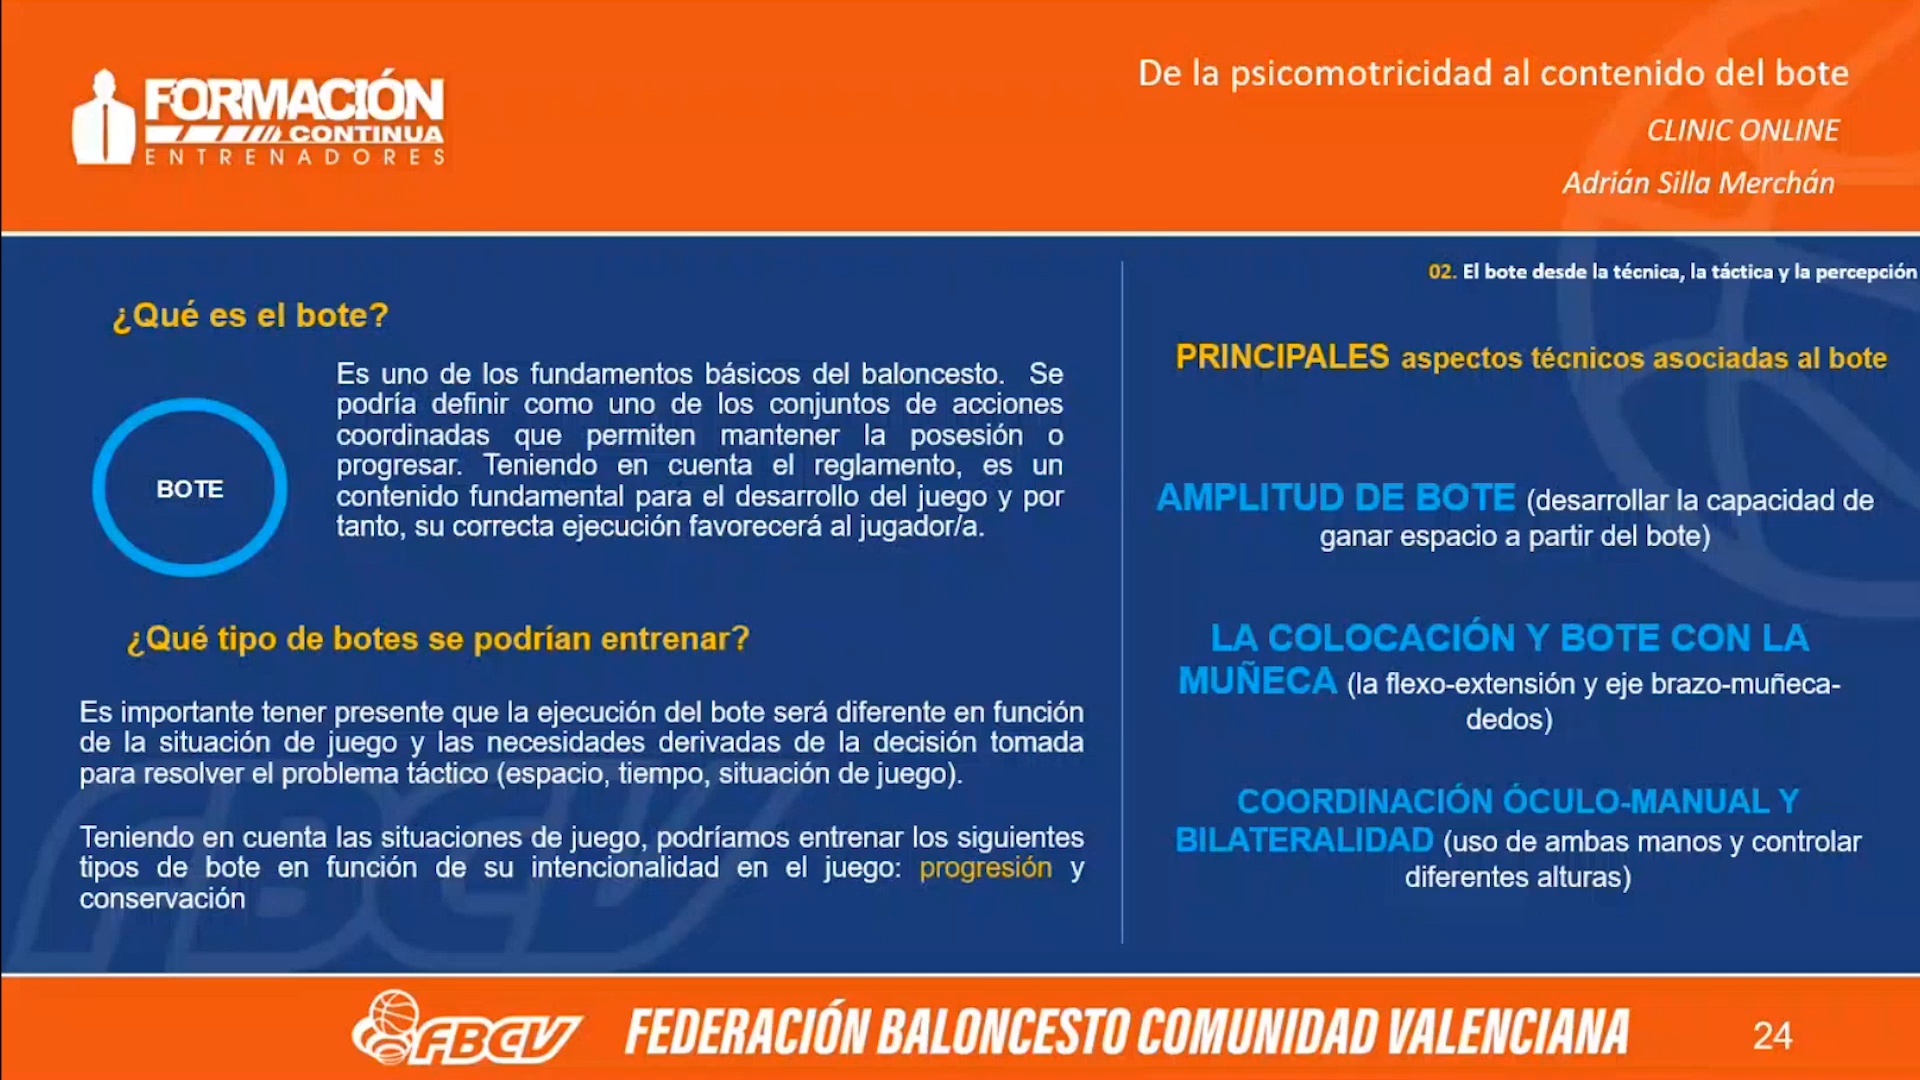 FORMACIÓN
CONTINUA
ENTRENADORES
De la psicomotricidad al contenido del bote
CLINIC ONLINE
Adrián Silla Merchán
02. El bote desde la técnica, la táctica y la percepción
¿Qué es el bote?
BOTE
Es uno de los fundamentos básicos del baloncesto. Se
podría definir como uno de los conjuntos de acciones
coordinadas que permiten mantener la posesión o
progresar. Teniendo en cuenta el reglamento, es un
contenido fundamental para el desarrollo del juego y por
tanto, su correcta ejecución favorecerá al jugador/a.
¿Qué tipo de botes se podrían entrenar?
Es importante tener presente que la ejecución del bote será diferente en función
de la situación de juego y las necesidades derivadas de la decisión tomada
para resolver el problema táctico (espacio, tiempo, situación de juego).
Teniendo en cuenta las situaciones de juego, podríamos entrenar los siguientes
tipos de bote en función de su intencionalidad en el juego: progresión y
conservación
PRINCIPALES aspectos técnicos asociadas al bote
AMPLITUD DE BOTE (desarrollar la capacidad de
ganar espacio a partir del bote)
LA COLOCACIÓN Y BOTE CON LA
MUÑECA (la flexo-extensión y eje brazo-muñeca-
dedos)
COORDINACIÓN ÓCULO-MANUAL Y
BILATERALIDAD (uso de ambas manos y controlar
diferentes alturas)
FBCV
FBCV FEDERACIÓN BALONCESTO COMUNIDAD VALENCIANA
24